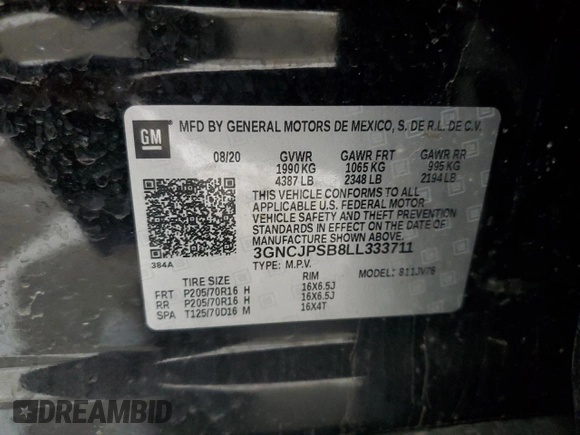 GM
MFD BY GENERAL MOTORS DE MEXICO, S. DE R.L. DE C.V.
08/20 GVWR GAWR FRT GAWR RR
1990 KG 1065 KG 995 KG
4387 LB 2348 LB 2194 LB
THIS VEHICLE CONFORMS TO ALL
APPLICABLE U.S. FEDERAL MOTOR
VEHICLE SAFETY AND THEFT PREVENTION
STANDARDS IN EFFECT ON THE DATE OF
MANUFACTURE SHOWN ABOVE.
3GNCJPSB8LL333711
384A TYPE: M.P.V. MODEL: 811JV76
TIRE SIZE RIM
FRT P205/70R16 H 16X6.5J
RR P205/70R16 H 16X6.5J
SPA T125/70D16 M 16X4T
DREAMBID